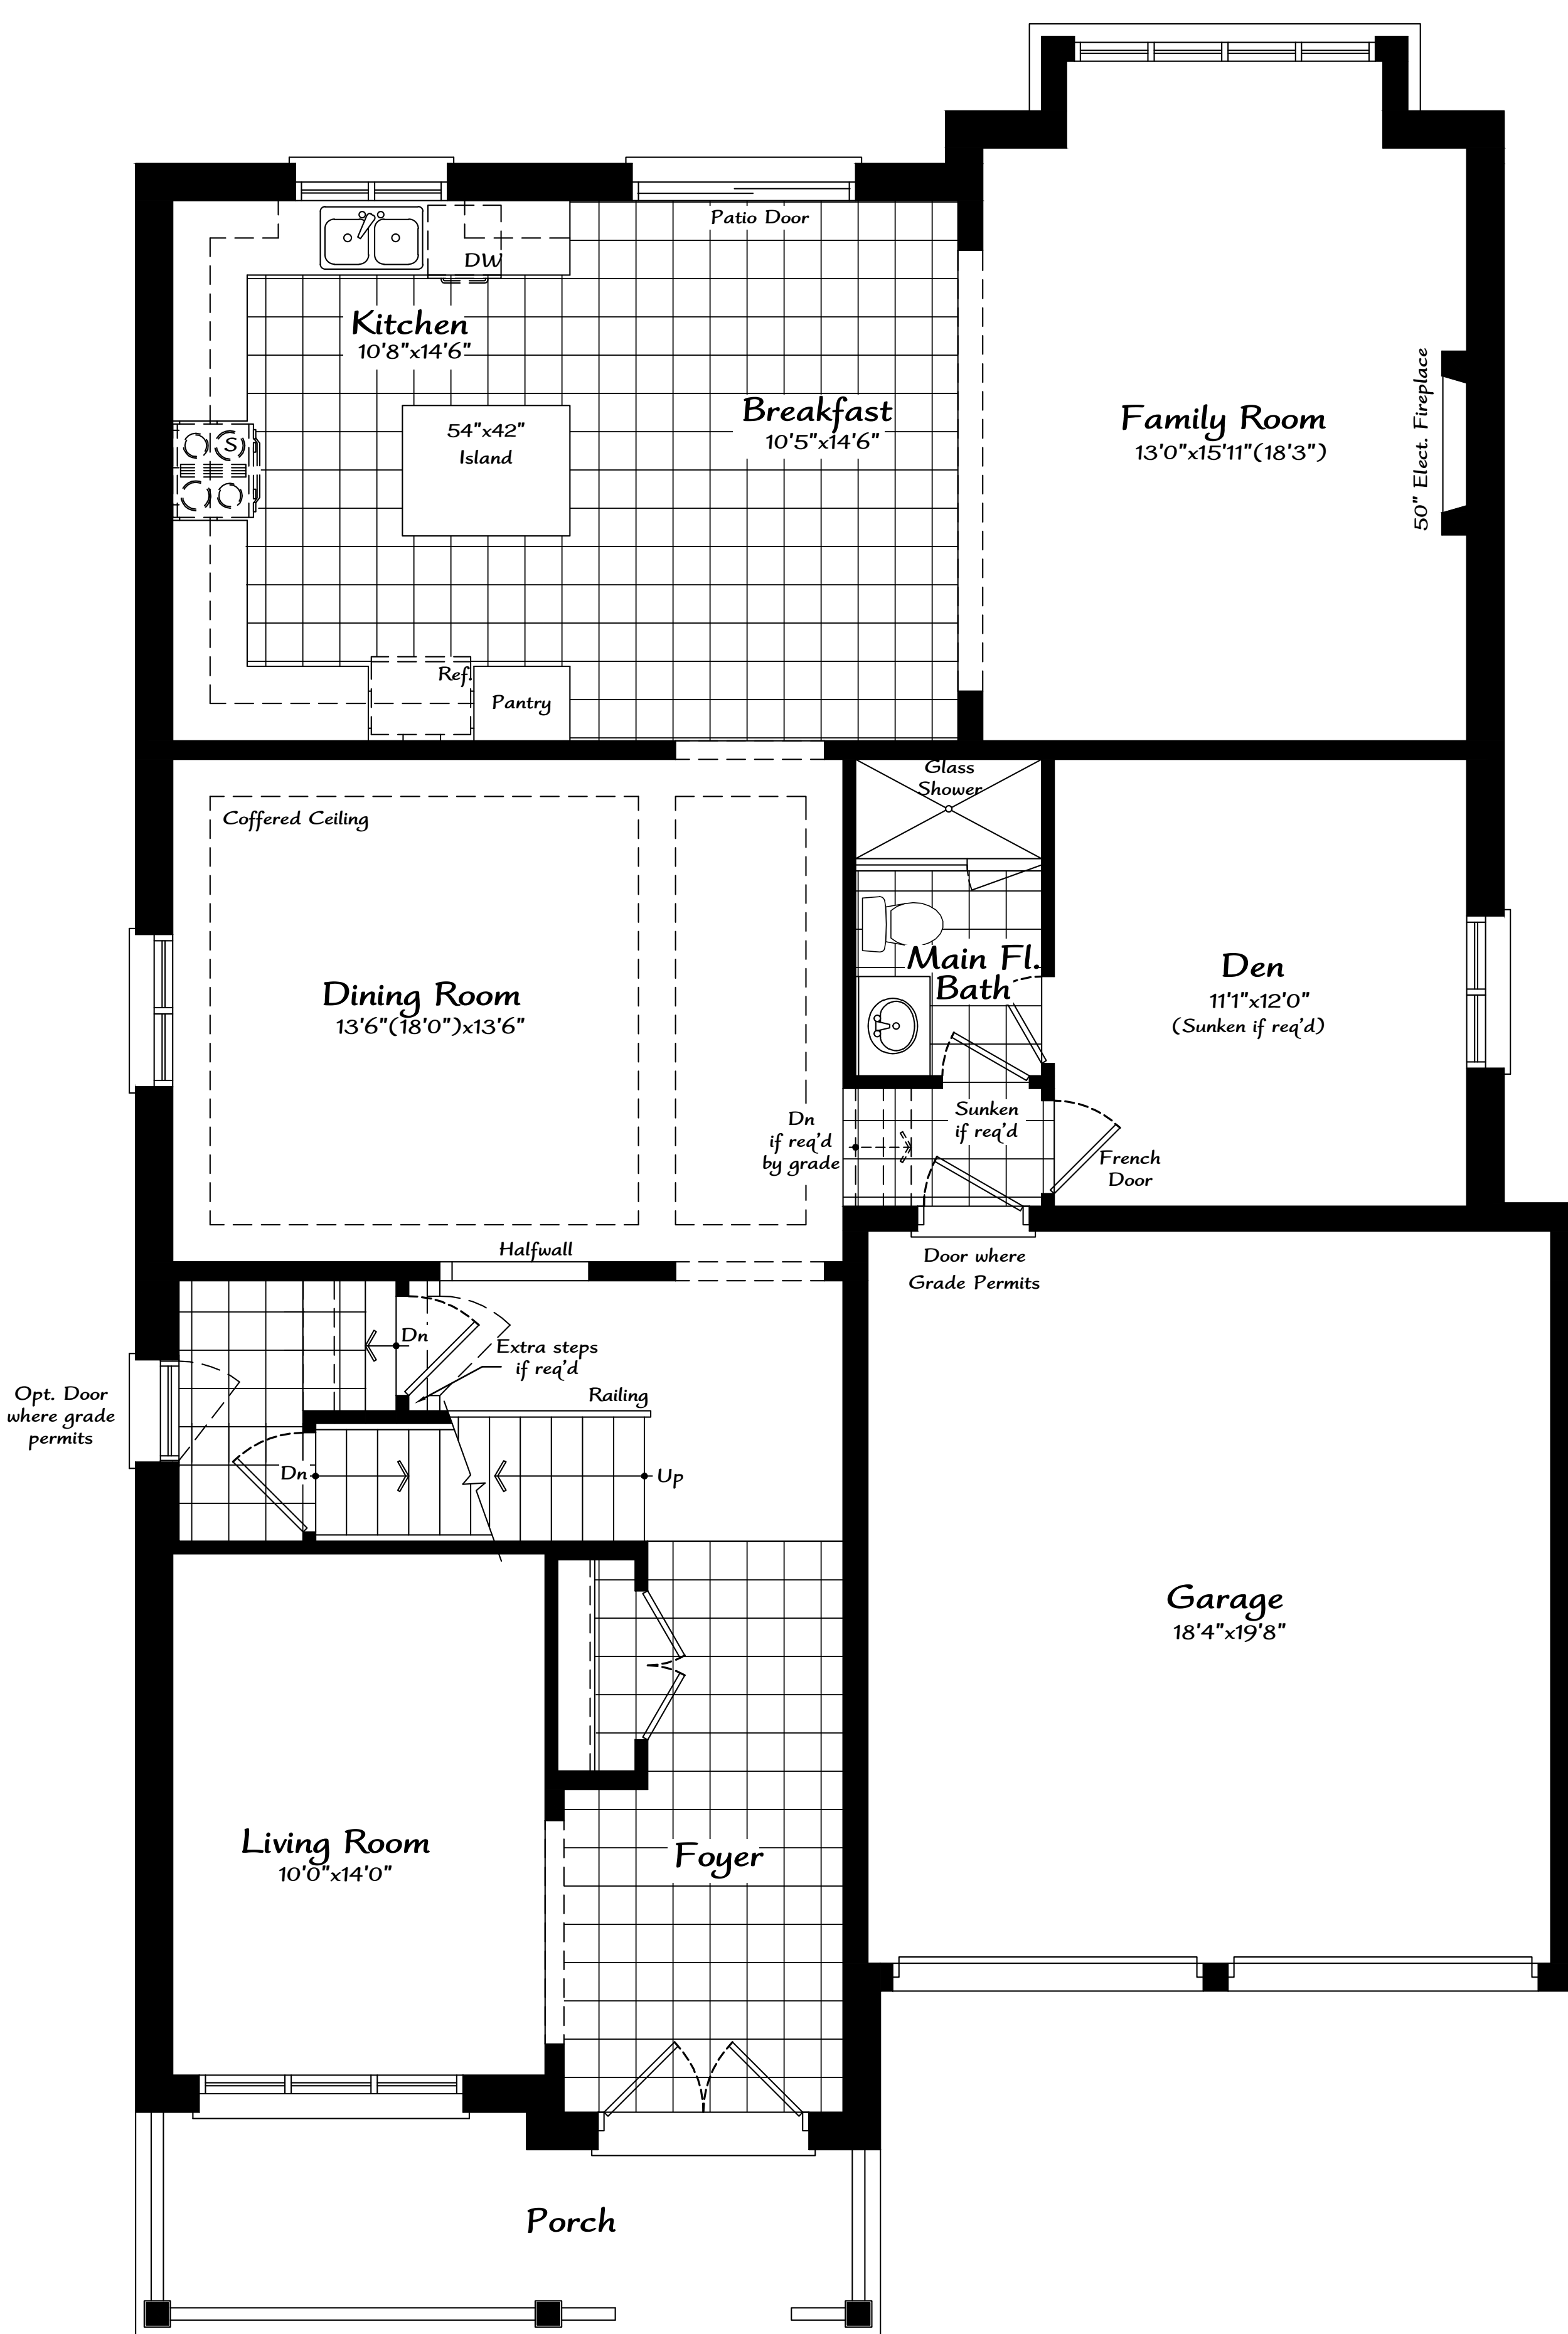 Patio Door
DW
Kitchen
10'8"x14'6"
54"x42"
Island
S
Breakfast
10'5"x14'6"
Family Room
13'0"x15'11"(18'3")
50" Elect. Fireplace
Ref.
Pantry
Glass
Shower
Coffered Ceiling
Main Fl.
Bath
Den
11'1"x12'0"
(Sunken if req'd)
Dining Room
13'6"(18'0")x13'6"
Dn
if req'd
by grade
Sunken
if req'd
French
Door
Halfwall
Door where
Grade Permits
Dn
Extra steps
if req'd
Railing
Opt. Door
where grade
permits
Dn
Up
Garage
18'4"x19'8"
Living Room
10'0"x14'0"
Foyer
Porch